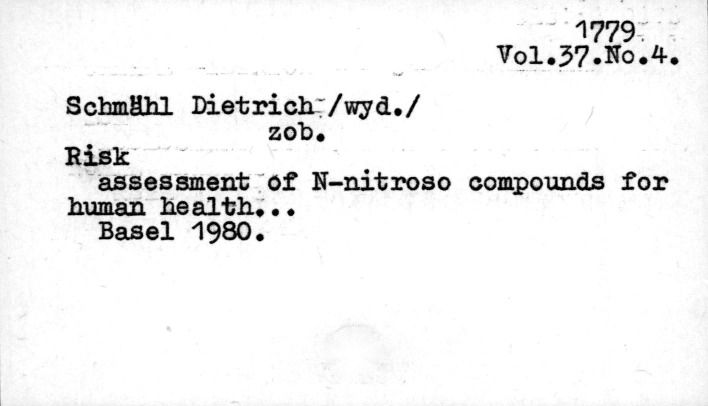 1779
Vol.37.No.4.
Schmähl Dietrich /wyd./
zob.
Risk
assessment of N-nitroso compounds for
human health...
Basel 1980.